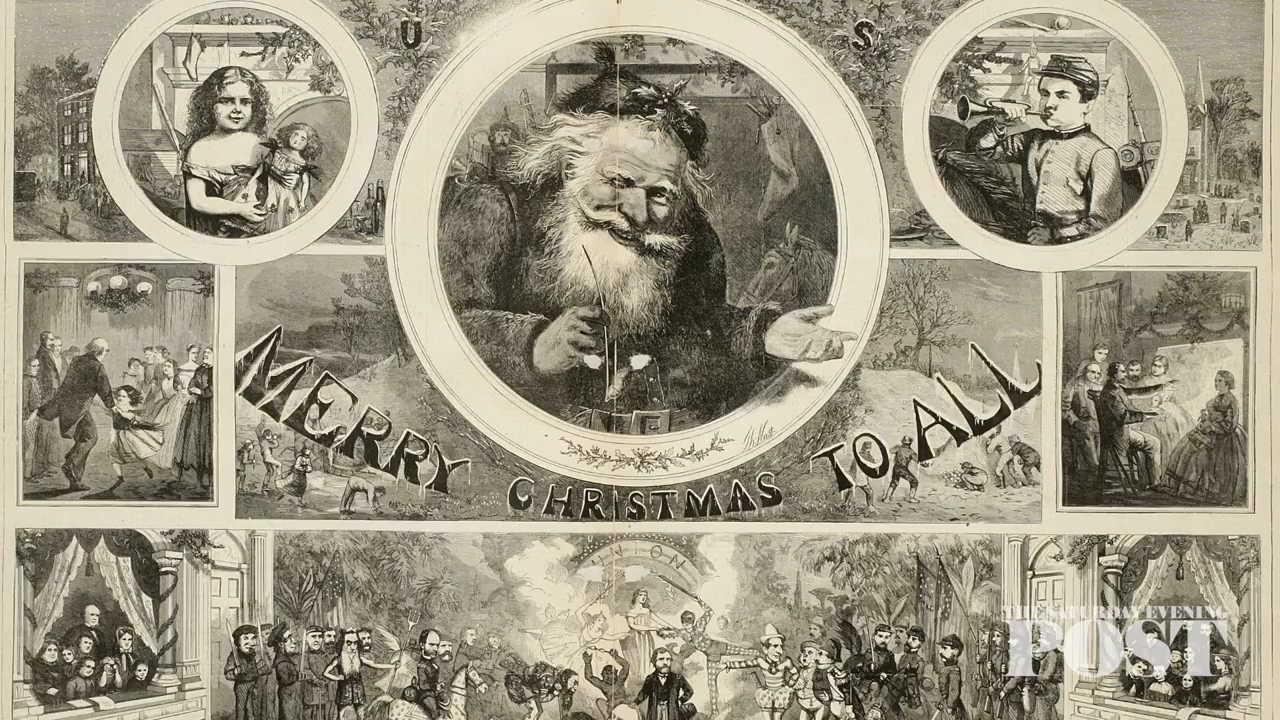 U S
MERRY CHRISTMAS TO ALL
UNION
THE SATURDAY EVENING
POST